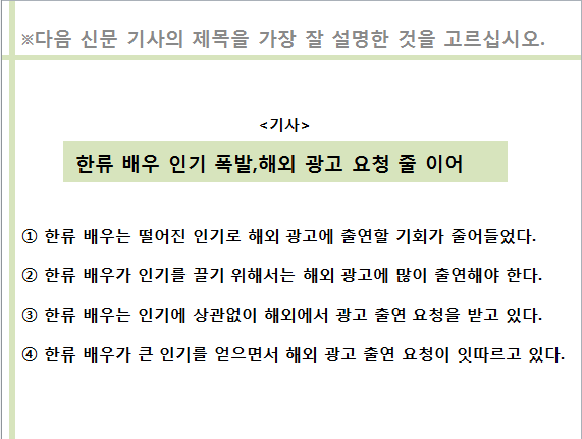 ※다음 신문 기사의 제목을 가장 잘 설명한 것을 고르십시오.
<기사>
한류 배우 인기 폭발,해외 광고 요청 줄 이어
① 한류 배우는 떨어진 인기로 해외 광고에 출연할 기회가 줄어들었다.
② 한류 배우가 인기를 끌기 위해서는 해외 광고에 많이 출연해야 한다.
③ 한류 배우는 인기에 상관없이 해외에서 광고 출연 요청을 받고 있다.
④ 한류 배우가 큰 인기를 얻으면서 해외 광고 출연 요청이 잇따르고 있다.